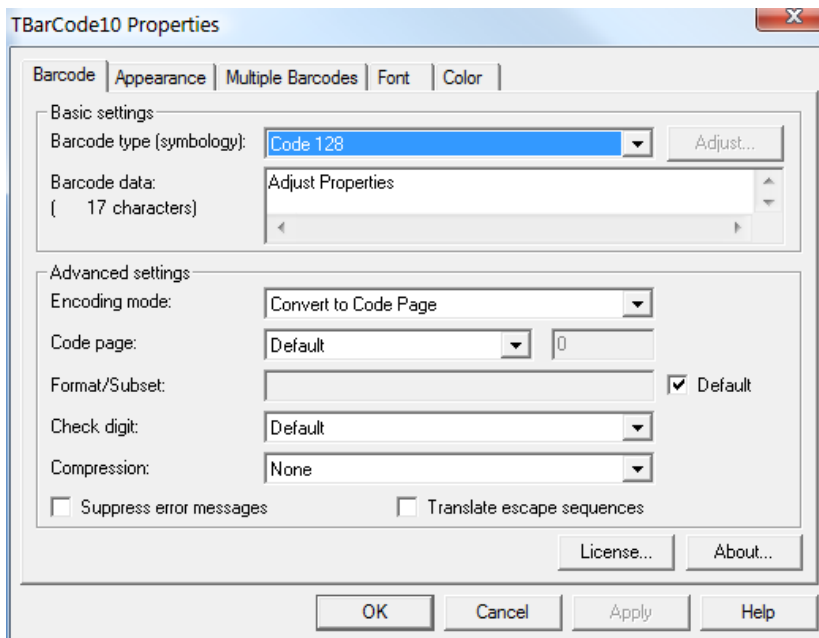 TBarCode10 Properties
Barcode Appearance Multiple Barcodes Font Color
Basic settings
Barcode type (symbology): Code 128 Adjust...
Barcode data: Adjust Properties
( 17 characters)
Advanced settings
Encoding mode: Convert to Code Page
Code page: Default 0
Format/Subset: Default
Check digit: Default
Compression: None
Suppress error messages Translate escape sequences
License... About...
OK Cancel Apply Help